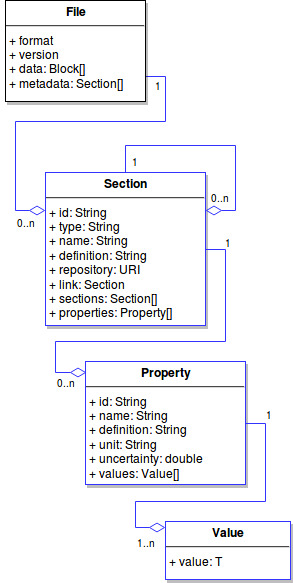 File
+ format
+ version
+ data: Block[]
+ metadata: Section[]
1
1
0..n
0..n
Section
+ id: String
+ type: String
+ name: String
+ definition: String
+ repository: URI
+ link: Section
+ sections: Section[]
+ properties: Property[]
1
0..n
Property
+ id: String
+ name: String
+ definition: String
+ unit: String
+ uncertainty: double
+ values: Value[]
1
1..n
Value
+ value: T